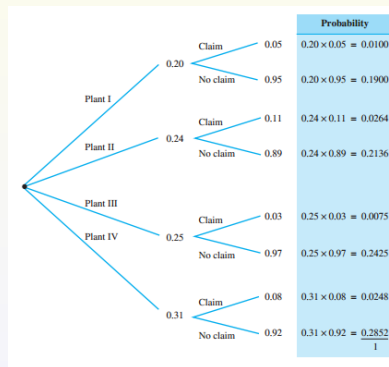 Probability
Claim 0.05 0.20 × 0.05 = 0.0100
0.20
No claim 0.95 0.20 × 0.95 = 0.1900
Plant I
Claim 0.11 0.24 × 0.11 = 0.0264
Plant II 0.24
No claim 0.89 0.24 × 0.89 = 0.2136
Plant III
Claim 0.03 0.25 × 0.03 = 0.0075
Plant IV 0.25
No claim 0.97 0.25 × 0.97 = 0.2425
Claim 0.08 0.31 × 0.08 = 0.0248
0.31
No claim 0.92 0.31 × 0.92 = 0.2852
1